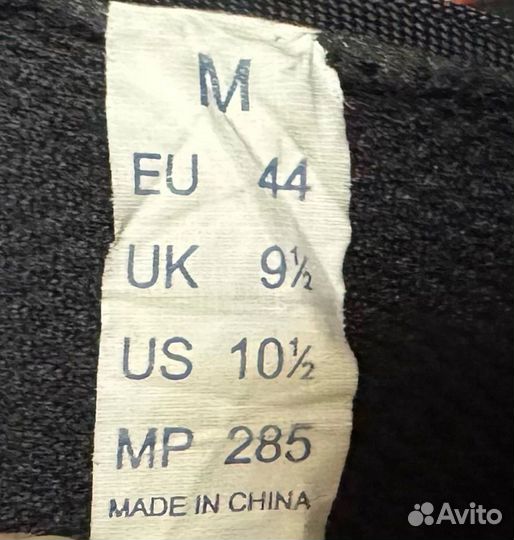 M
EU 44
UK 9½
US 10½
MP 285
MADE IN CHINA
Avito